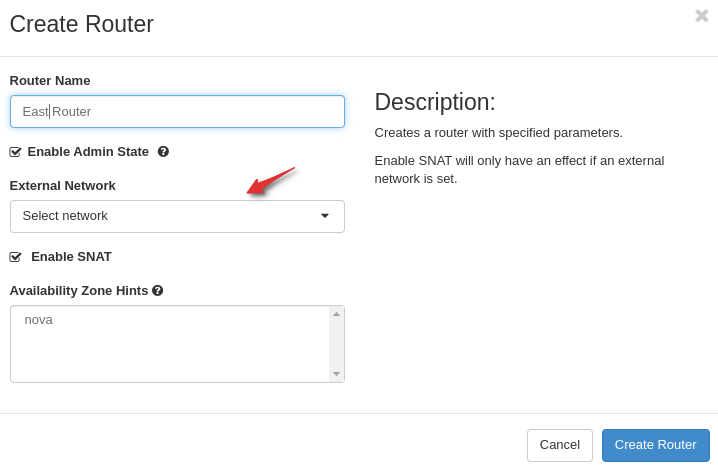 Create Router
×
Router Name
East Router
Enable Admin State
External Network
Select network
Enable SNAT
Availability Zone Hints
nova
Description:
Creates a router with specified parameters.
Enable SNAT will only have an effect if an external
network is set.
Cancel
Create Router